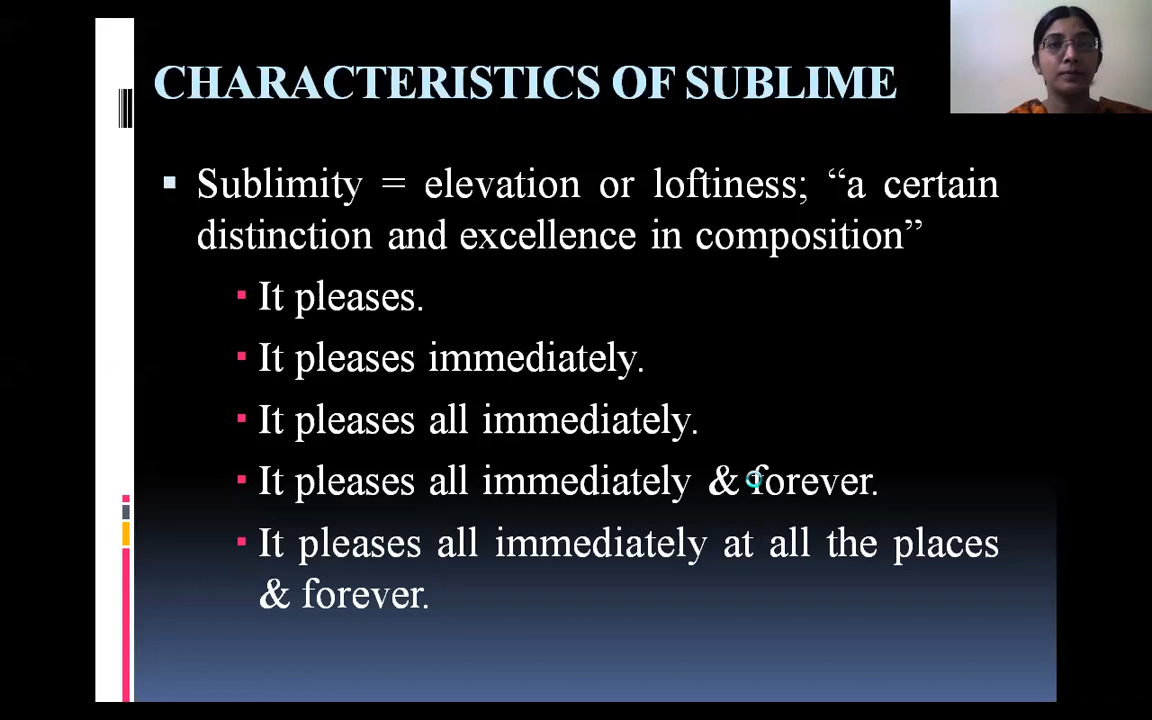 CHARACTERISTICS OF SUBLIME
Sublimity = elevation or loftiness; “a certain
distinction and excellence in composition”
It pleases.
It pleases immediately.
It pleases all immediately.
It pleases all immediately & forever.
It pleases all immediately at all the places
& forever.